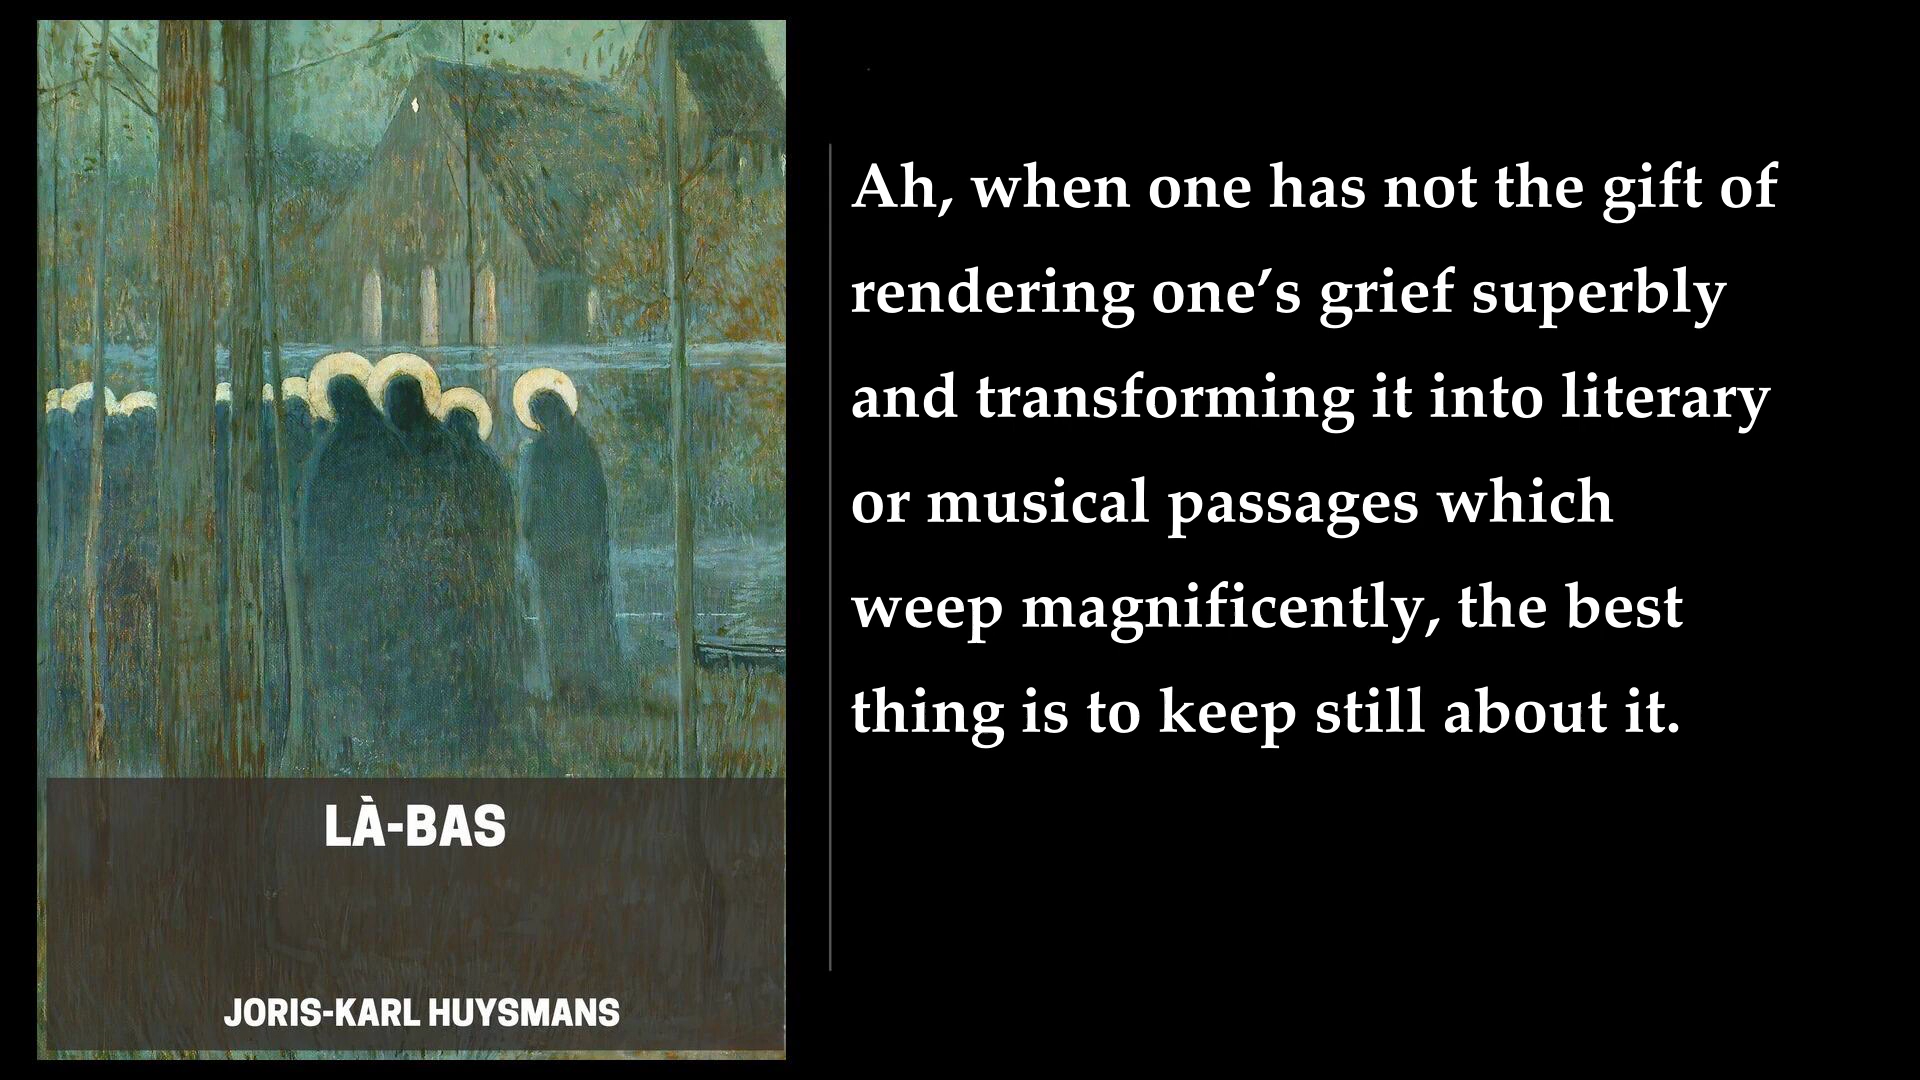 LÀ-BAS
JORIS-KARL HUYSMANS
Ah, when one has not the gift of
rendering one’s grief superbly
and transforming it into literary
or musical passages which
weep magnificently, the best
thing is to keep still about it.